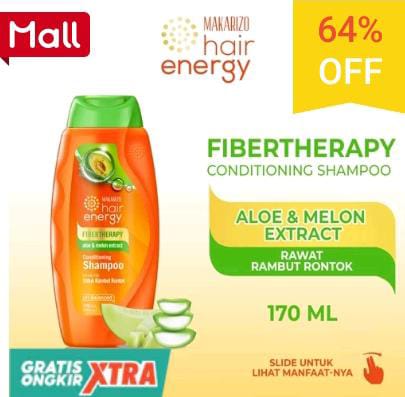 Mall
MAKARIZO
hair
energy
64%
OFF
FIBERTHERAPY
CONDITIONING SHAMPOO
ALOE & MELON
EXTRACT
RAWAT
RAMBUT RONTOK
170 ML
SLIDE UNTUK
LIHAT MANFAAT-NYA
MAKARIZO
hair
energy
FIBERTHERAPY
aloe & melon extract
Conditioning
Shampoo
GRATIS
ONGKIR
XTRA